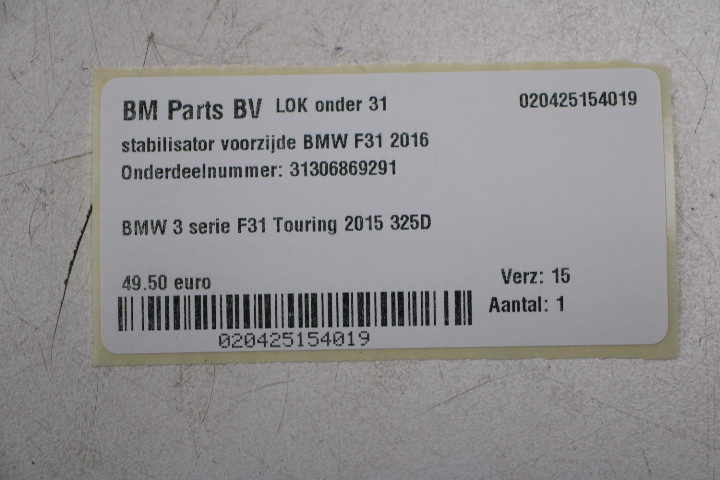 BM Parts BV LOK onder 31 020425154019
stabilisator voorzijde BMW F31 2016
Onderdeelnummer: 31306869291
BMW 3 serie F31 Touring 2015 325D
49.50 euro Verz: 15
Aantal: 1
020425154019